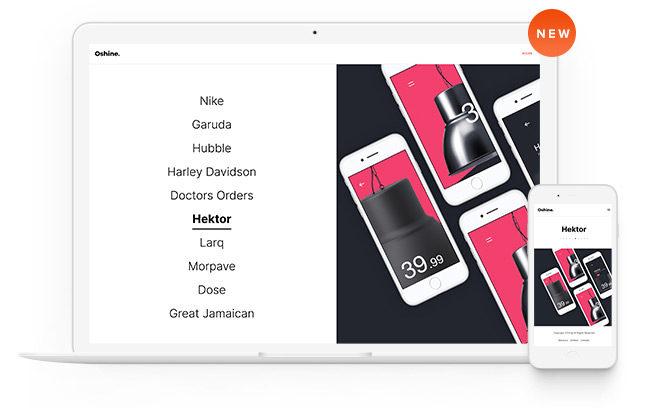 NEW
Oshine.
Nike
Garuda
Hubble
Harley Davidson
Doctors Orders
Hektor
Larq
Morpave
Dose
Great Jamaican
39.99
3
Oshine.
Hektor